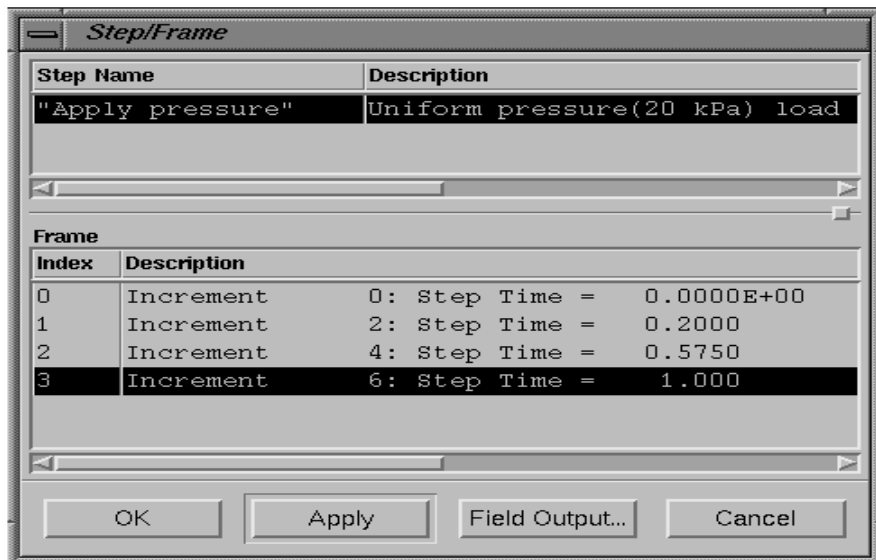 Step/Frame
Step Name Description
"Apply pressure" Uniform pressure(20 kPa) load
Frame
Index Description
0 Increment 0: Step Time = 0.0000E+00
1 Increment 2: Step Time = 0.2000
2 Increment 4: Step Time = 0.5750
3 Increment 6: Step Time = 1.000
OK Apply Field Output... Cancel